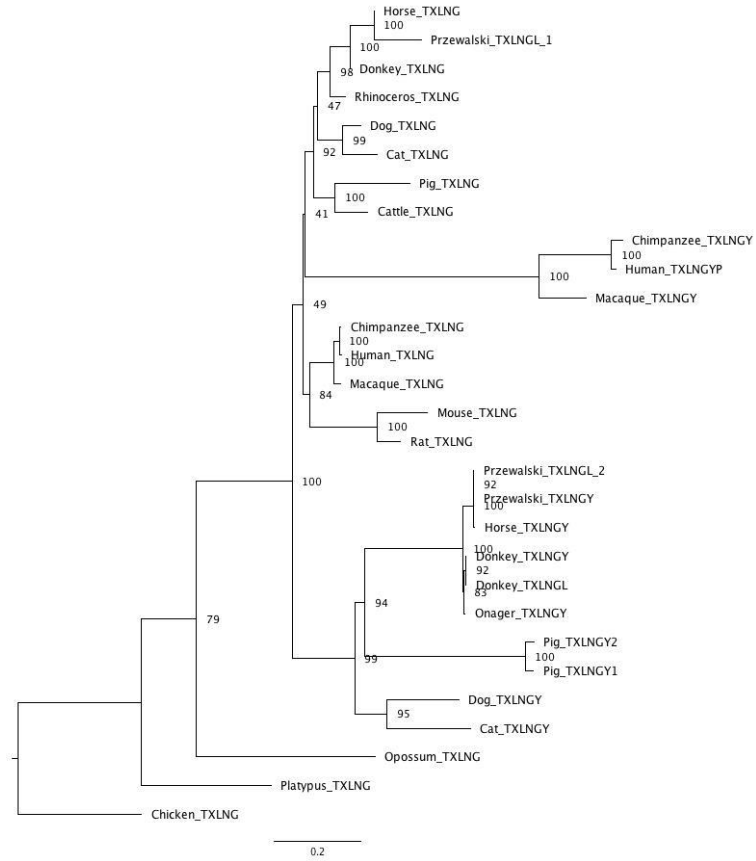 Horse_TXLNG
100
Przewalski_TXLNGL_1
100
Donkey_TXLNG
98
Rhinoceros_TXLNG
47
Dog_TXLNG
99
92
Cat_TXLNG
Pig_TXLNG
100
Cattle_TXLNG
41
Chimpanzee_TXLNGY
100
Human_TXLNGYP
100
Macaque_TXLNGY
49
Chimpanzee_TXLNG
100
Human_TXLNG
100
Macaque_TXLNG
84
Mouse_TXLNG
100
Rat_TXLNG
Przewalski_TXLNGL_2
100
92
Przewalski_TXLNGY
100
Horse_TXLNGY
100
Donkey_TXLNGY
92
Donkey_TXLNGL
83
94
Onager_TXLNGY
79
Pig_TXLNGY2
100
99
Pig_TXLNGY1
Dog_TXLNGY
95
Cat_TXLNGY
Opossum_TXLNG
Platypus_TXLNG
Chicken_TXLNG
0.2